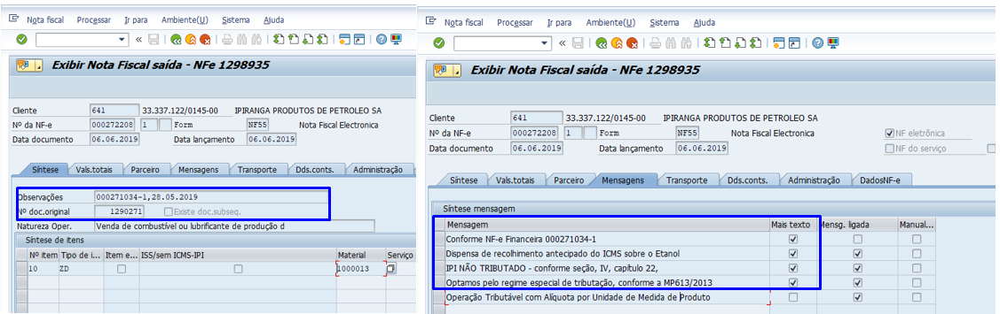 Nota fiscal Processar Ir para Ambiente(U) Sistema Ajuda
Exibir Nota Fiscal saída - NFe 1298935
Cliente 641 33.337.122/0145-00 IPIRANGA PRODUTOS DE PETROLEO SA
Nº da NF-e 000272208 1 Form NF55 Nota Fiscal Electronica
Data documento 06.06.2019 Data lançamento 06.06.2019
Síntese Vals.totais Parceiro Mensagens Transporte Dds.conts. Administração
Observações 000271034-1,28.05.2019
Nº doc.original 1290271 Existe doc.subseq.
Natureza Oper. Venda de combustível ou lubrificante de produção d
Síntese de itens
Nº item Tipo de i... Item e... ISS/sem ICMS-IPI Material Serviço
10 ZD 1000013
Nota fiscal Processar Ir para Ambiente(U) Sistema Ajuda
Exibir Nota Fiscal saída - NFe 1298935
Cliente 641 33.337.122/0145-00 IPIRANGA PRODUTOS DE PETROLEO SA
Nº da NF-e 000272208 1 Form NF55 Nota Fiscal Electronica NF eletrônica
Data documento 06.06.2019 Data lançamento 06.06.2019 NF do serviço
Síntese Vals.totais Parceiro Mensagens Transporte Dds.conts. Administração DadosNF-e
Síntese mensagem
Mensagem Mais texto Mensg. ligada Manual...
Conforme NF-e Financeira 000271034-1
Dispensa de recolhimento antecipado do ICMS sobre o Etanol
IPI NÃO TRIBUTADO - conforme seção, IV, capítulo 22,
Optamos pelo regime especial de tributação, conforme a MP613/2013
Operação Tributável com Alíquota por Unidade de Medida de Produto